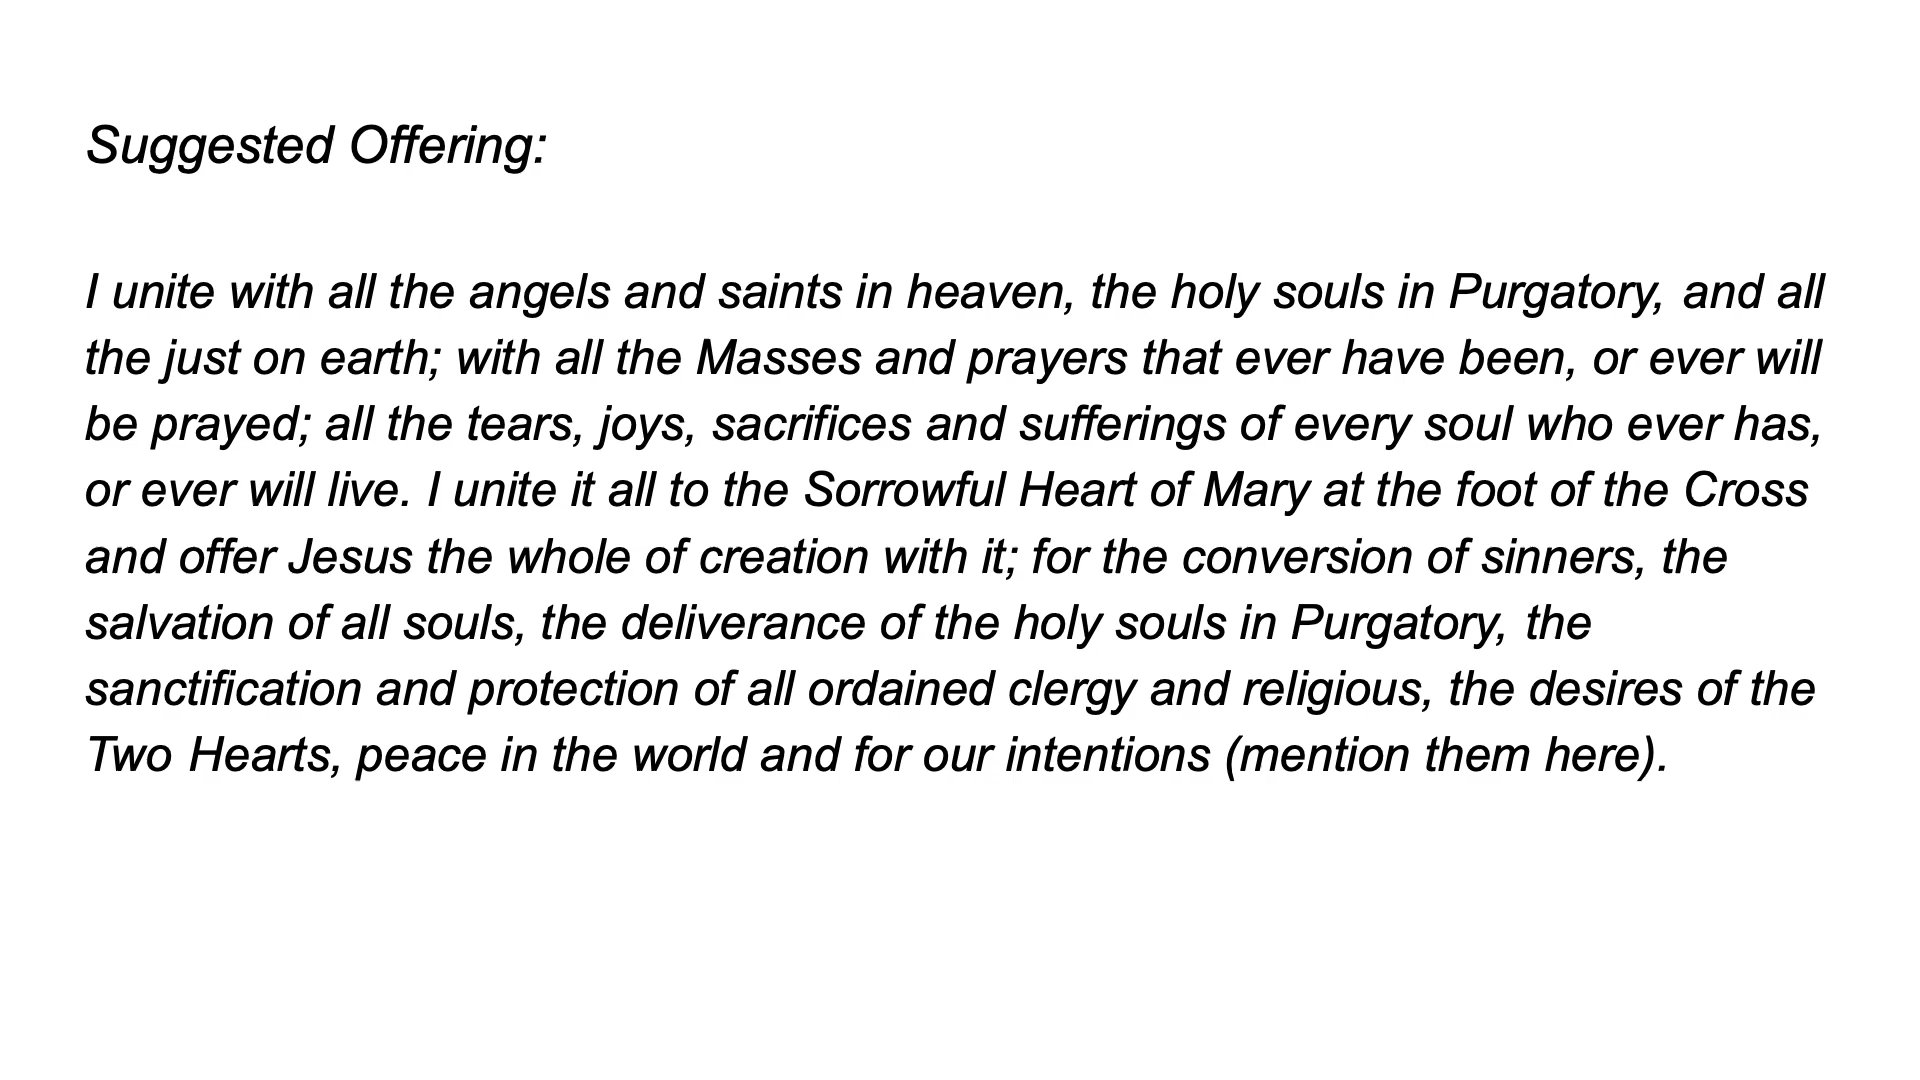 Suggested Offering:
I unite with all the angels and saints in heaven, the holy souls in Purgatory, and all
the just on earth; with all the Masses and prayers that ever have been, or ever will
be prayed; all the tears, joys, sacrifices and sufferings of every soul who ever has,
or ever will live. I unite it all to the Sorrowful Heart of Mary at the foot of the Cross
and offer Jesus the whole of creation with it; for the conversion of sinners, the
salvation of all souls, the deliverance of the holy souls in Purgatory, the
sanctification and protection of all ordained clergy and religious, the desires of the
Two Hearts, peace in the world and for our intentions (mention them here).